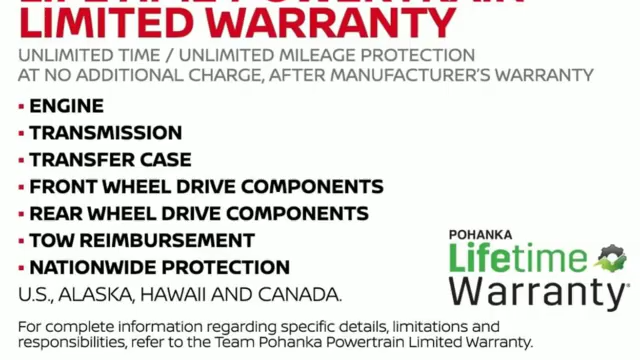 LIFETIME POWERTRAIN
LIMITED WARRANTY
UNLIMITED TIME / UNLIMITED MILEAGE PROTECTION
AT NO ADDITIONAL CHARGE, AFTER MANUFACTURER'S WARRANTY
▪ ENGINE
▪ TRANSMISSION
▪ TRANSFER CASE
▪ FRONT WHEEL DRIVE COMPONENTS
▪ REAR WHEEL DRIVE COMPONENTS
▪ TOW REIMBURSEMENT
▪ NATIONWIDE PROTECTION
U.S., ALASKA, HAWAII AND CANADA.
POHANKA
Lifetime
Warranty
For complete information regarding specific details, limitations and
responsibilities, refer to the Team Pohanka Powertrain Limited Warranty.